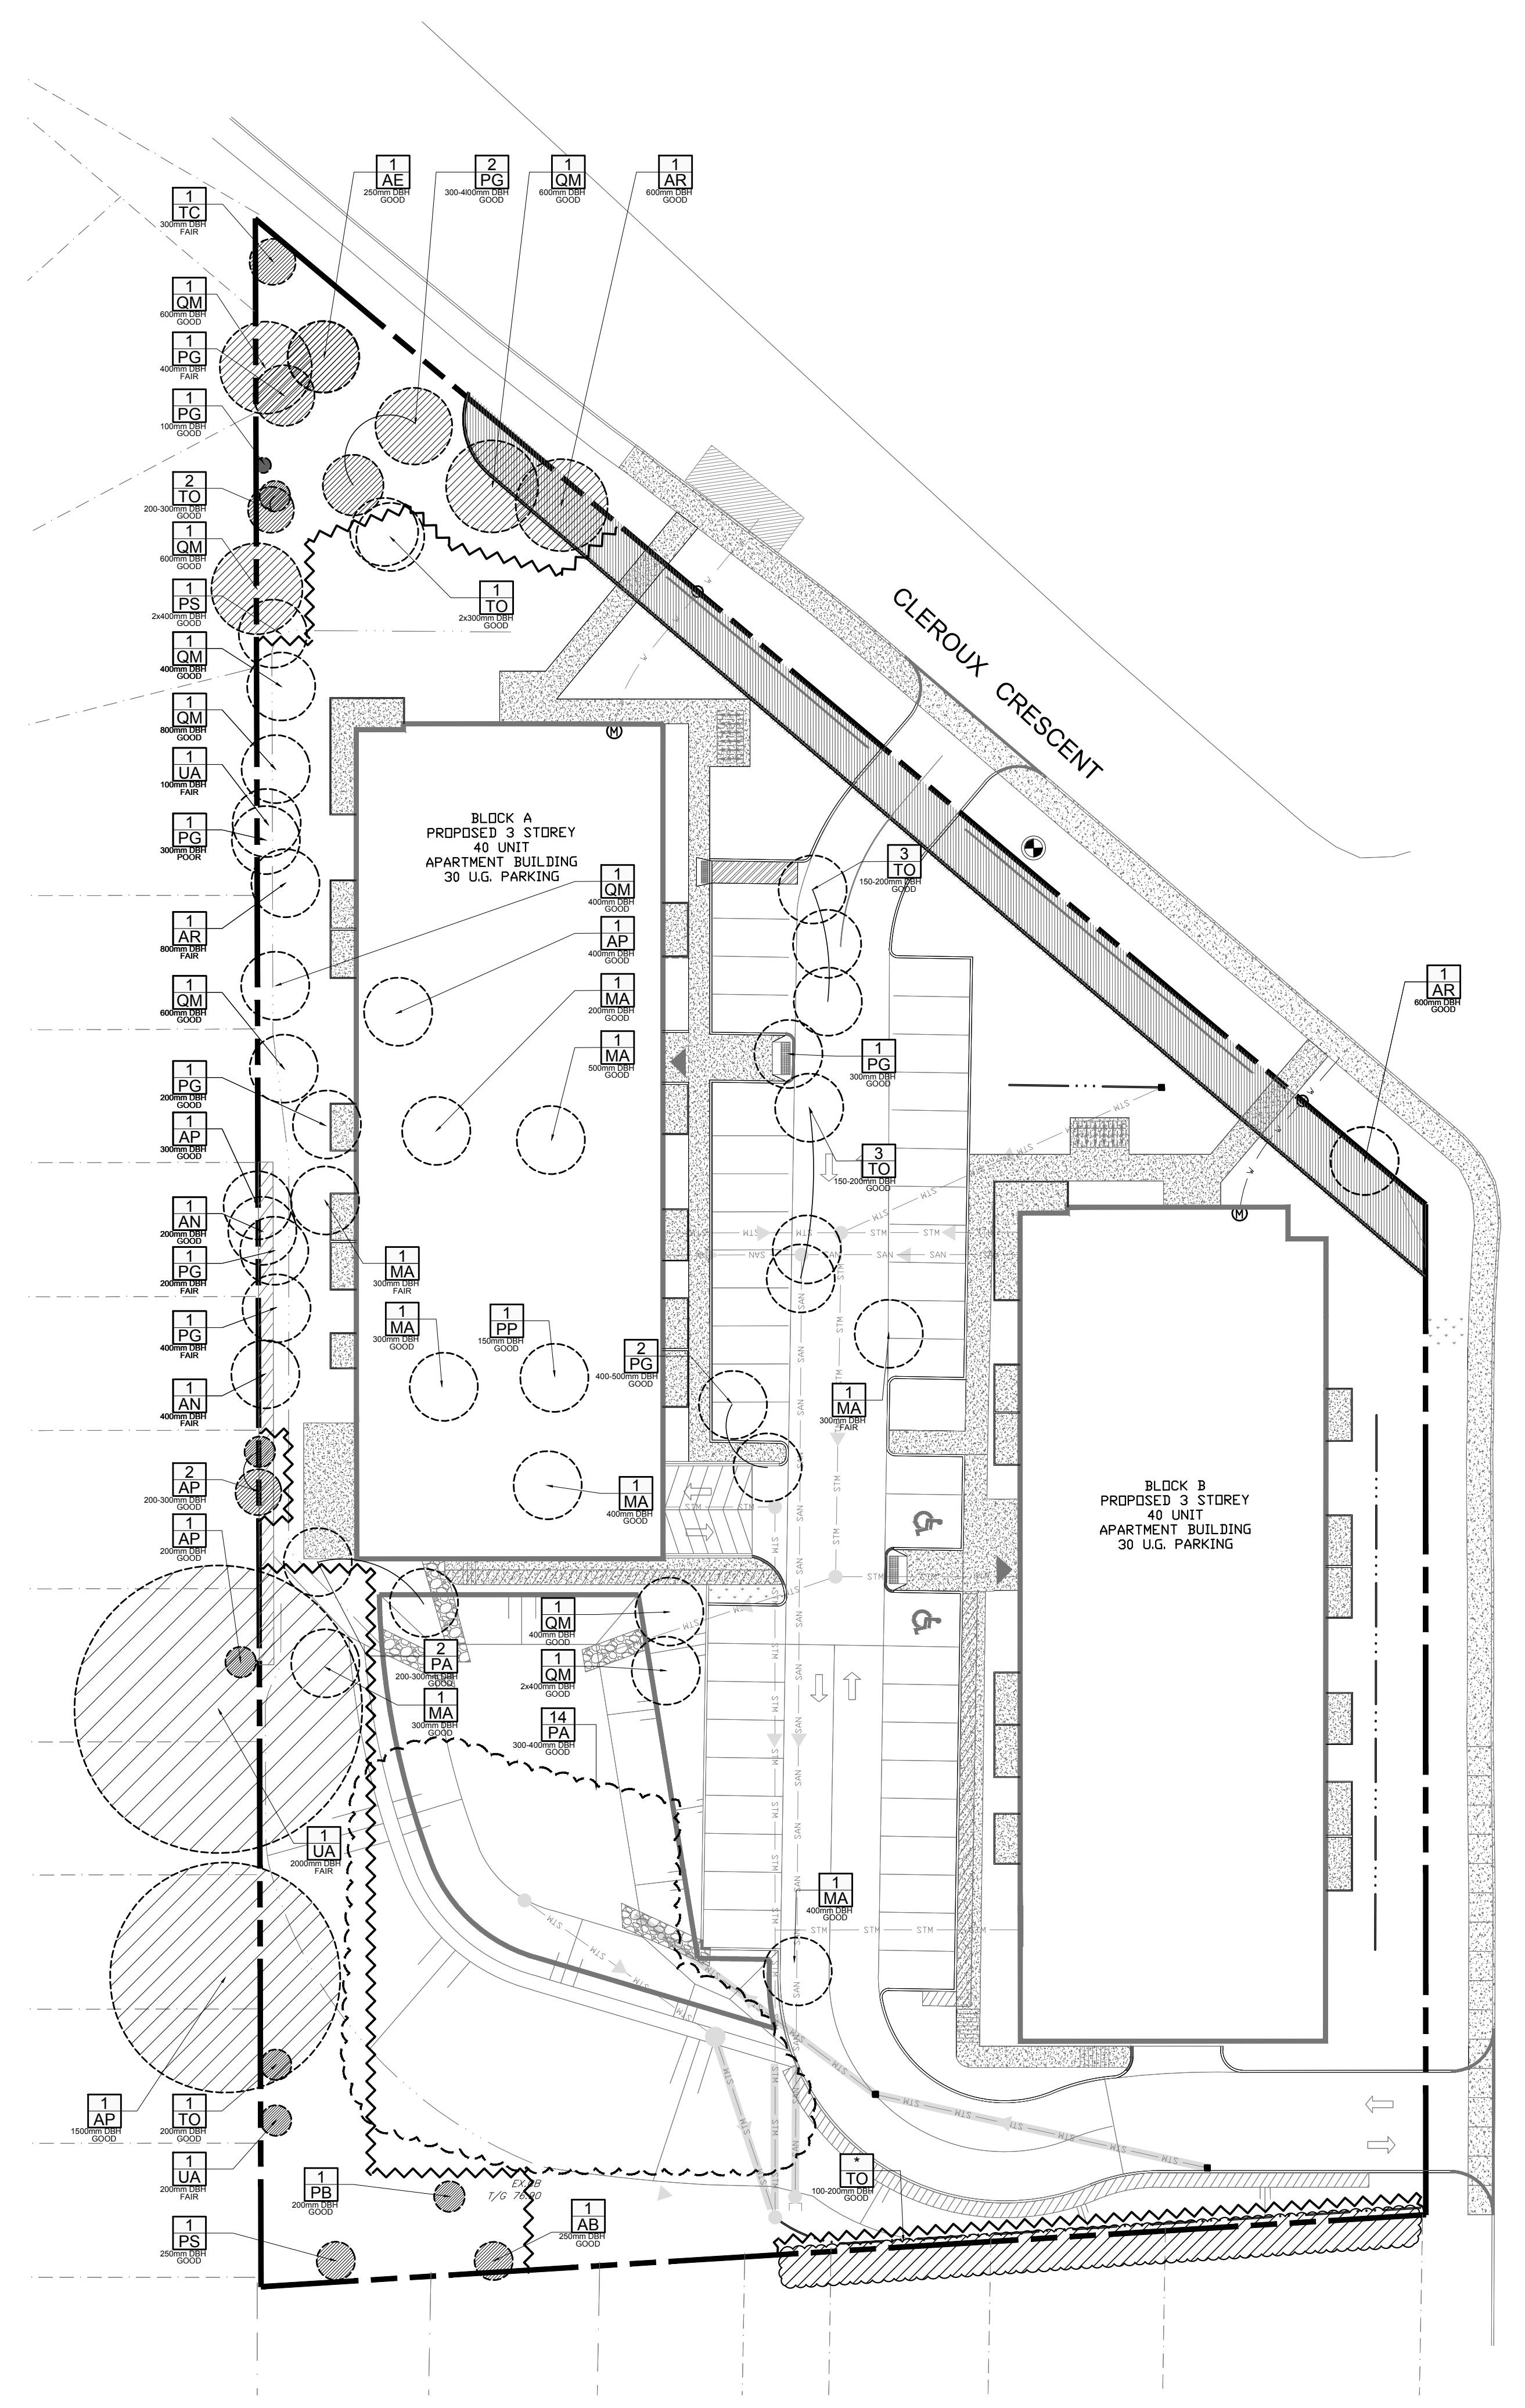 1
AE
250mm DBH
GOOD
2
PG
300-400mm DBH
GOOD
1
QM
600mm DBH
GOOD
1
AR
600mm DBH
GOOD
1
TC
300mm DBH
FAIR
1
QM
600mm DBH
GOOD
1
PG
400mm DBH
FAIR
1
PG
100mm DBH
GOOD
2
TO
200-300mm DBH
GOOD
1
QM
600mm DBH
GOOD
1
PS
2x400mm DBH
GOOD
1
TO
2x300mm DBH
GOOD
1
QM
400mm DBH
GOOD
1
QM
800mm DBH
GOOD
1
UA
100mm DBH
FAIR
1
PG
300mm DBH
POOR
CLEROUX CRESCENT
M
BLOCK A
PROPOSED 3 STOREY
40 UNIT
APARTMENT BUILDING
30 U.G. PARKING
1
QM
400mm DBH
GOOD
1
AP
400mm DBH
GOOD
1
MA
200mm DBH
GOOD
1
MA
500mm DBH
GOOD
3
TO
150-200mm DBH
GOOD
1
AR
800mm DBH
FAIR
1
QM
600mm DBH
GOOD
1
AR
600mm DBH
GOOD
1
PG
300mm DBH
GOOD
1
PG
200mm DBH
GOOD
1
AP
300mm DBH
GOOD
3
TO
150-200mm DBH
GOOD
1
AN
200mm DBH
GOOD
1
PG
200mm DBH
FAIR
1
MA
300mm DBH
FAIR
M
STM
STM
STM
STM
STM
SAN
SAN
SAN
SAN
1
MA
300mm DBH
GOOD
1
PP
150mm DBH
GOOD
2
PG
400-500mm DBH
GOOD
1
PG
400mm DBH
FAIR
1
AN
400mm DBH
FAIR
1
MA
300mm DBH
FAIR
2
AP
200-300mm DBH
GOOD
1
MA
400mm DBH
GOOD
BLOCK B
PROPOSED 3 STOREY
40 UNIT
APARTMENT BUILDING
30 U.G. PARKING
1
AP
200mm DBH
GOOD
1
QM
400mm DBH
GOOD
2
PA
200-300mm DBH
GOOD
1
QM
2x400mm DBH
GOOD
1
MA
300mm DBH
GOOD
14
PA
300-400mm DBH
GOOD
1
UA
2000mm DBH
FAIR
1
MA
400mm DBH
GOOD
STM
STM
STM
1
AP
1500mm DBH
GOOD
1
TO
200mm DBH
GOOD
1
UA
200mm DBH
FAIR
1
PB
200mm DBH
GOOD
*
TO
100-200mm DBH
GOOD
1
PS
250mm DBH
GOOD
1
AB
250mm DBH
GOOD